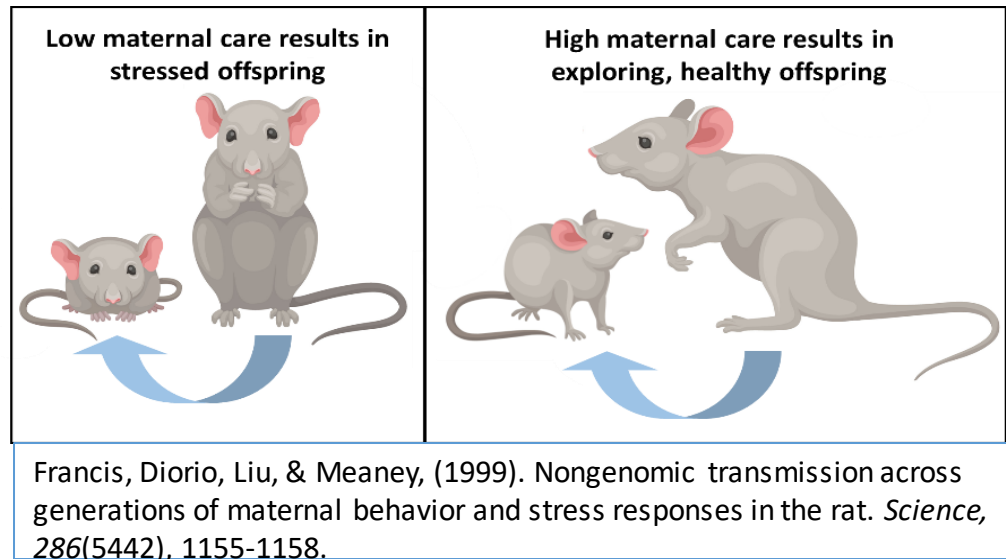 Low maternal care results in
stressed offspring
High maternal care results in
exploring, healthy offspring
Francis, Diorio, Liu, & Meaney, (1999). Nongenomic transmission across
generations of maternal behavior and stress responses in the rat. Science,
286(5442), 1155-1158.